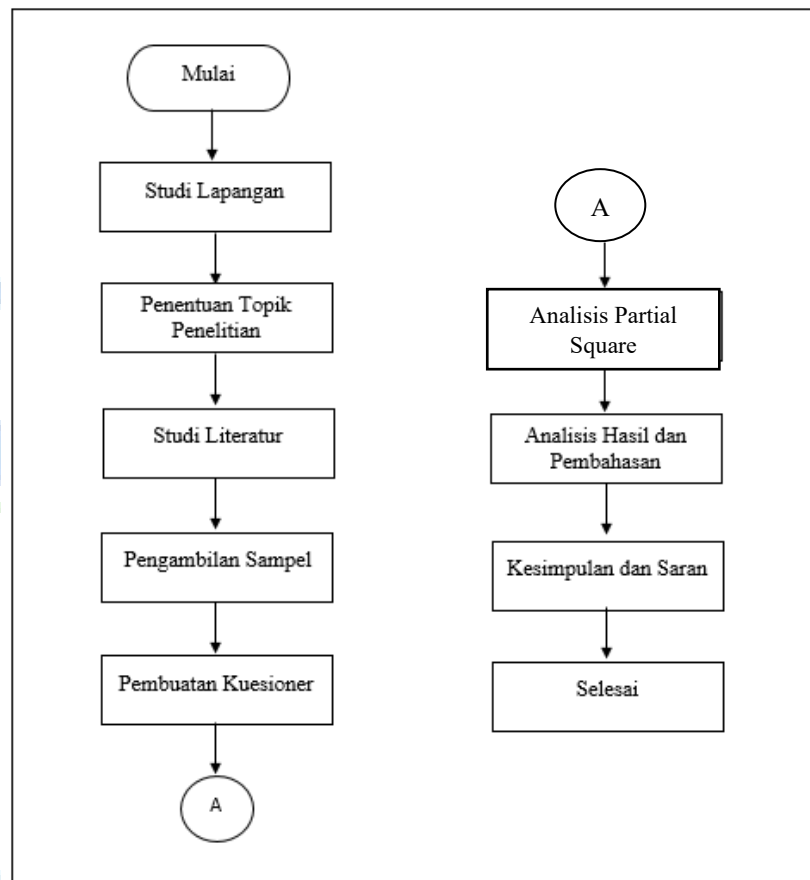 Mulai
Studi Lapangan
Penentuan Topik
Penelitian
Studi Literatur
Pengambilan Sampel
Pembuatan Kuesioner
A
A
Analisis Partial
Square
Analisis Hasil dan
Pembahasan
Kesimpulan dan Saran
Selesai